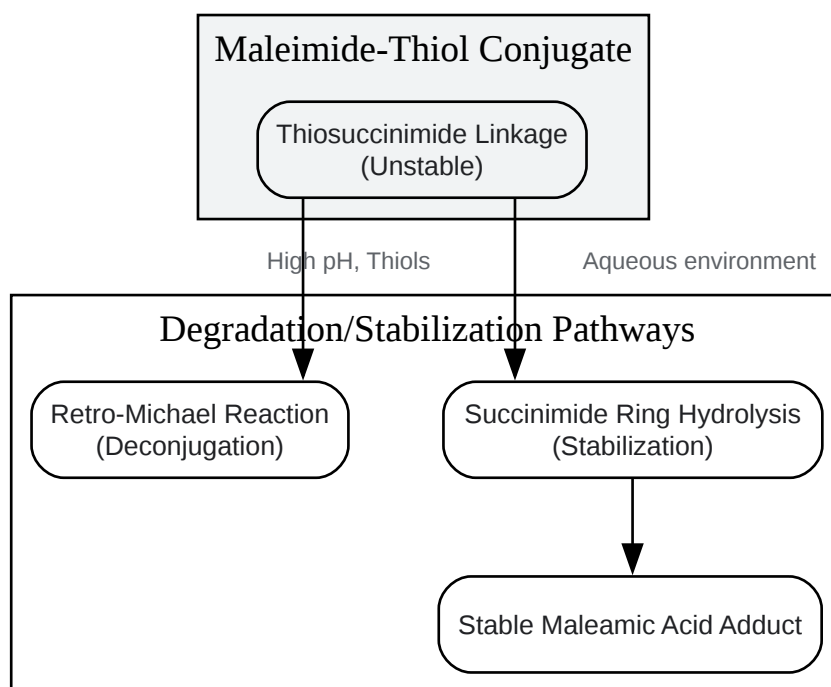 Maleimide-Thiol Conjugate
Thiosuccinimide Linkage
(Unstable)
High pH, Thiols
Aqueous environment
Degradation/Stabilization Pathways
Retro-Michael Reaction
(Deconjugation)
Succinimide Ring Hydrolysis
(Stabilization)
Stable Maleamic Acid Adduct